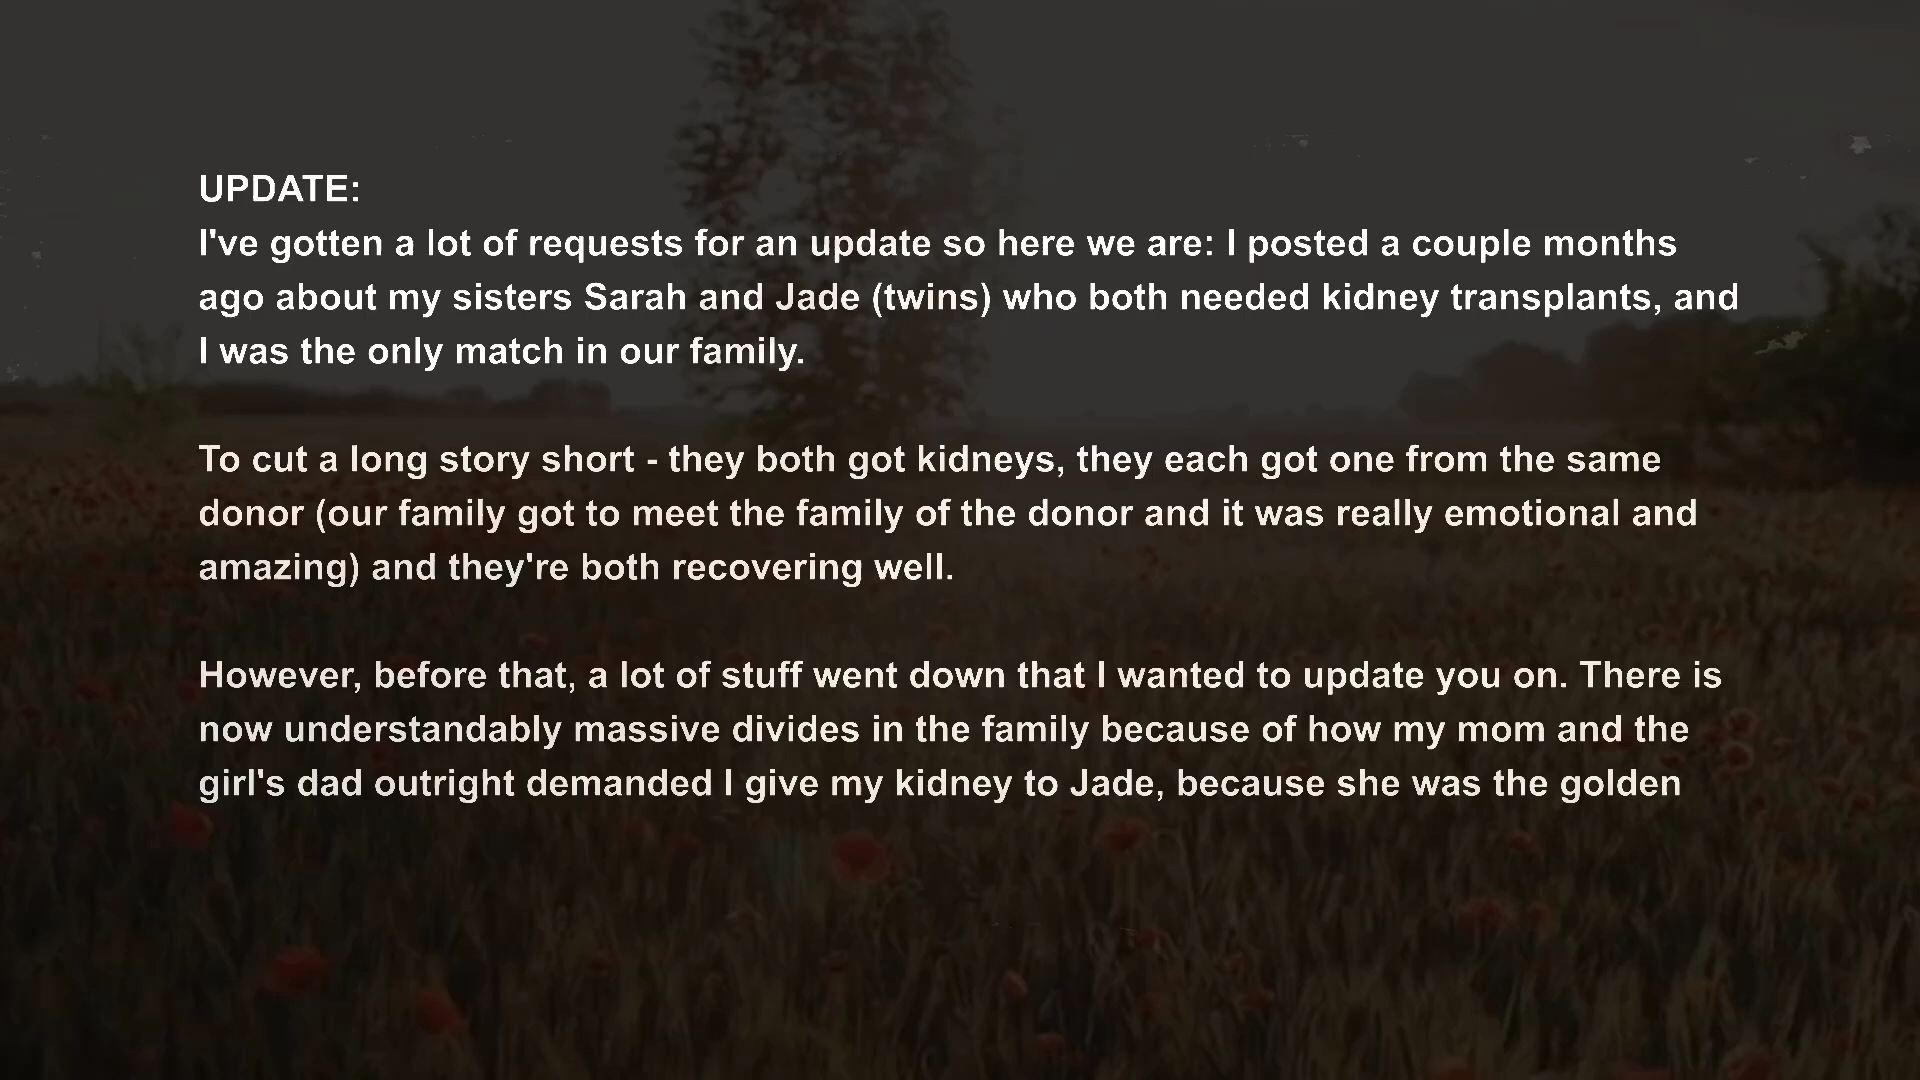 UPDATE:
I've gotten a lot of requests for an update so here we are: I posted a couple months
ago about my sisters Sarah and Jade (twins) who both needed kidney transplants, and
I was the only match in our family.
To cut a long story short - they both got kidneys, they each got one from the same
donor (our family got to meet the family of the donor and it was really emotional and
amazing) and they're both recovering well.
However, before that, a lot of stuff went down that I wanted to update you on. There is
now understandably massive divides in the family because of how my mom and the
girl's dad outright demanded I give my kidney to Jade, because she was the golden